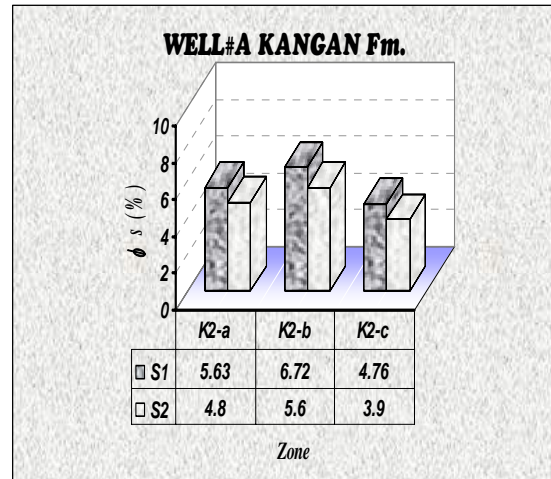 WELL#A KANGAN Fm.
10
8
6
4
2
0
ϕ s (%)
K2-a K2-b K2-c
S1 5.63 6.72 4.76
S2 4.8 5.6 3.9
Zone